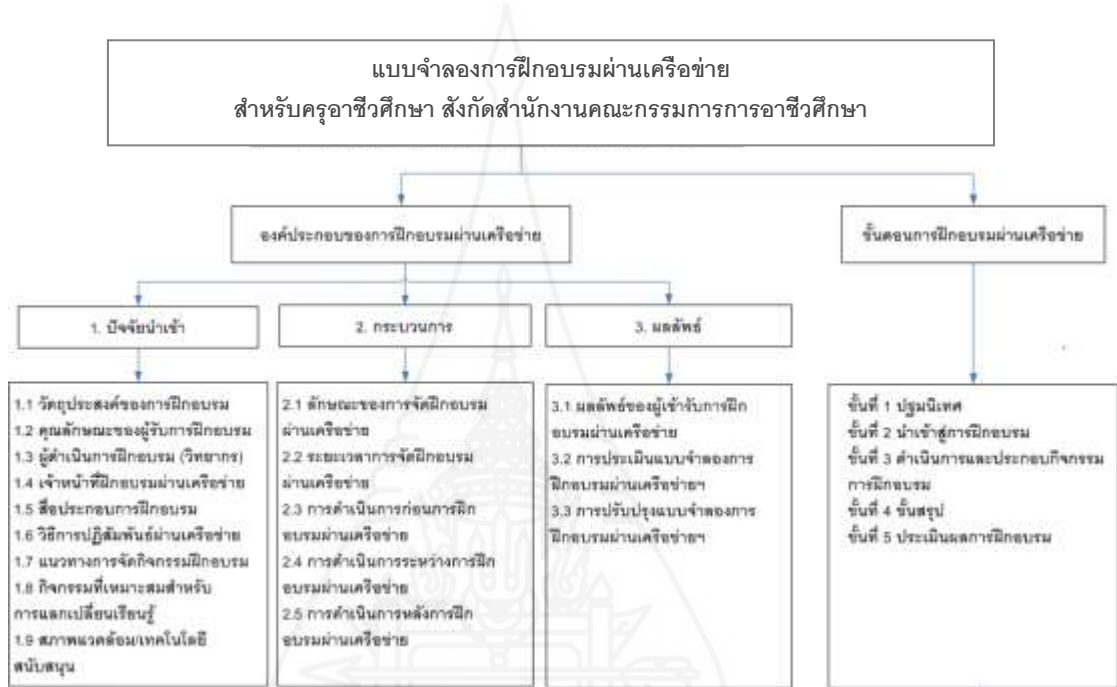 แบบจำลองการฝึกอบรมผ่านเครือข่าย
สำหรับครูอาชีวศึกษา สังกัดสำนักงานคณะกรรมการการอาชีวศึกษา
องค์ประกอบของการฝึกอบรมผ่านเครือข่าย
ขั้นตอนการฝึกอบรมผ่านเครือข่าย
1. ปัจจัยนำเข้า
2. กระบวนการ
3. ผลลัพธ์
1.1 วัตถุประสงค์ของการฝึกอบรม
1.2 คุณลักษณะของผู้รับการฝึกอบรม
1.3 ผู้ดำเนินการฝึกอบรม (วิทยากร)
1.4 เจ้าหน้าที่ฝึกอบรมผ่านเครือข่าย
1.5 สื่อประกอบการฝึกอบรม
1.6 วิธีการปฏิสัมพันธ์ผ่านเครือข่าย
1.7 แนวทางการจัดกิจกรรมฝึกอบรม
1.8 กิจกรรมที่เหมาะสมสำหรับ
การแลกเปลี่ยนเรียนรู้
1.9 สภาพแวดล้อม/เทคโนโลยี
สนับสนุน
2.1 ลักษณะของการจัดฝึกอบรม
ผ่านเครือข่าย
2.2 ระยะเวลาการจัดฝึกอบรม
ผ่านเครือข่าย
2.3 การดำเนินการก่อนการฝึก
อบรมผ่านเครือข่าย
2.4 การดำเนินการระหว่างการฝึก
อบรมผ่านเครือข่าย
2.5 การดำเนินการหลังการฝึก
อบรมผ่านเครือข่าย
3.1 ผลลัพธ์ของผู้เข้ารับการฝึก
อบรมผ่านเครือข่าย
3.2 การประเมินแบบจำลองการ
ฝึกอบรมผ่านเครือข่ายฯ
3.3 การปรับปรุงแบบจำลองการ
ฝึกอบรมผ่านเครือข่ายฯ
ขั้นที่ 1 ปฐมนิเทศ
ขั้นที่ 2 นำเข้าสู่การฝึกอบรม
ขั้นที่ 3 ดำเนินการและประกอบกิจกรรม
การฝึกอบรม
ขั้นที่ 4 ขั้นสรุป
ขั้นที่ 5 ประเมินผลการฝึกอบรม